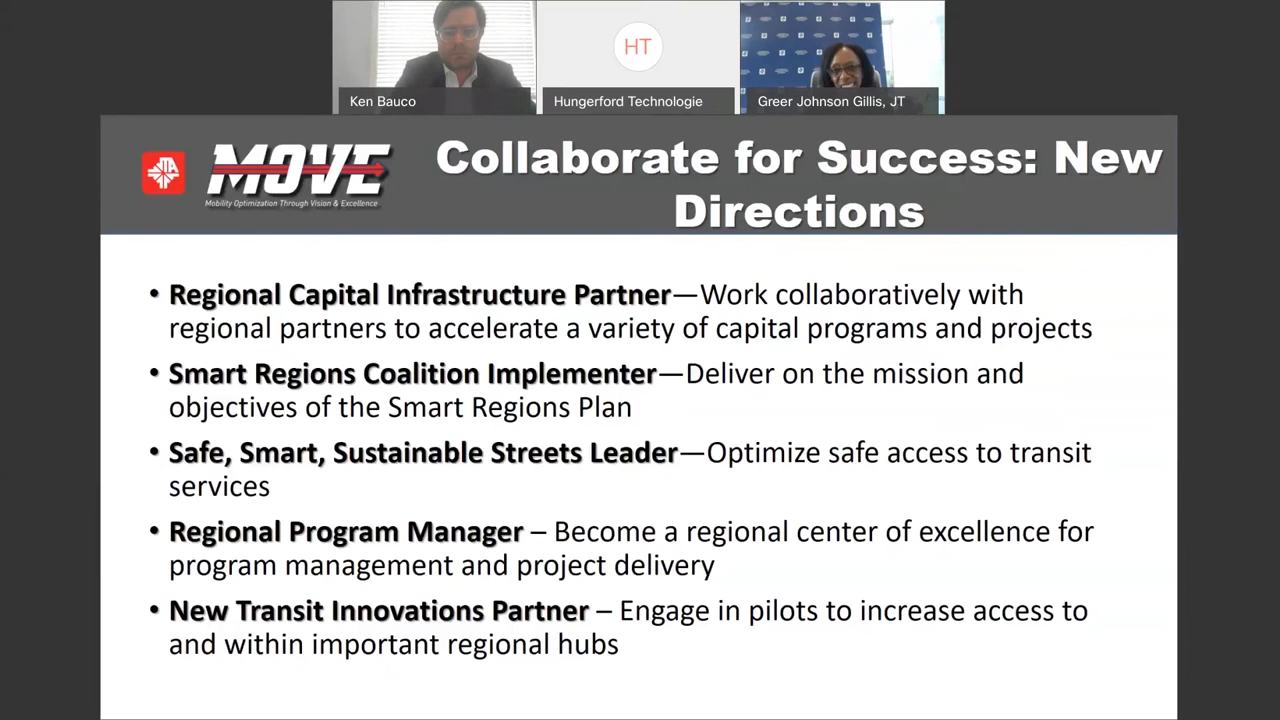 HT
Ken Bauco
Hungerford Technologie
Greer Johnson Gillis, JT
JTA
MOVE
Mobility Optimization Through Vision & Excellence
Collaborate for Success: New
Directions
• Regional Capital Infrastructure Partner—Work collaboratively with
regional partners to accelerate a variety of capital programs and projects
• Smart Regions Coalition Implementer—Deliver on the mission and
objectives of the Smart Regions Plan
• Safe, Smart, Sustainable Streets Leader—Optimize safe access to transit
services
• Regional Program Manager – Become a regional center of excellence for
program management and project delivery
• New Transit Innovations Partner – Engage in pilots to increase access to
and within important regional hubs